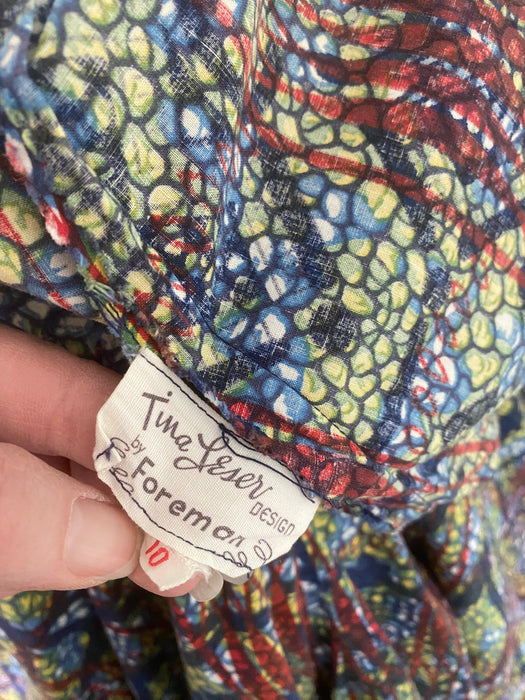 Tina Leser
DESIGN
by
Foreman
10